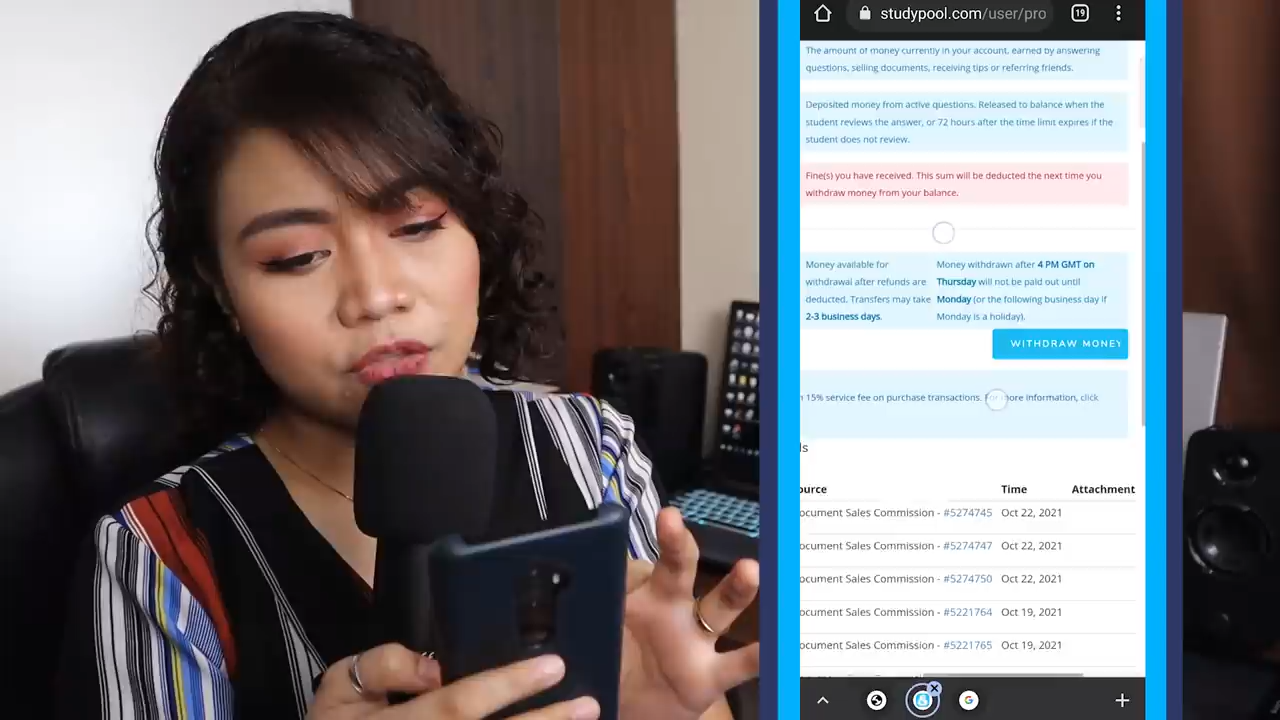 studypool.com/user/pro
19
The amount of money currently in your account, earned by answering
questions, selling documents, receiving tips or referring friends.
Deposited money from active questions. Released to balance when the
student reviews the answer, or 72 hours after the time limit expires if the
student does not review.
Fine(s) you have received. This sum will be deducted the next time you
withdraw money from your balance.
Money available for
withdrawal after refunds are
deducted. Transfers may take
2-3 business days.
Money withdrawn after 4 PM GMT on
Thursday will not be paid out until
Monday (or the following business day if
Monday is a holiday).
WITHDRAW MONEY
15% service fee on purchase transactions. For more information, click
ls
ource Time Attachment
ocument Sales Commission - #5274745 Oct 22, 2021
ocument Sales Commission - #5274747 Oct 22, 2021
ocument Sales Commission - #5274750 Oct 22, 2021
ocument Sales Commission - #5221764 Oct 19, 2021
ocument Sales Commission - #5221765 Oct 19, 2021